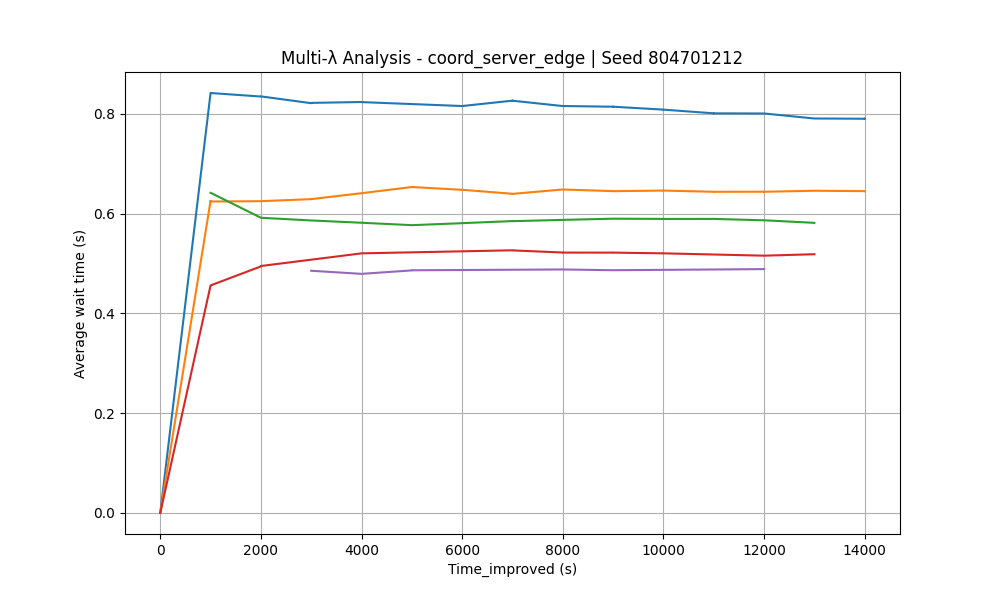 Multi-λ Analysis - coord_server_edge | Seed 804701212
Average wait time (s)
0.8
0.6
0.4
0.2
0.0
0 2000 4000 6000 8000 10000 12000 14000
Time_improved (s)